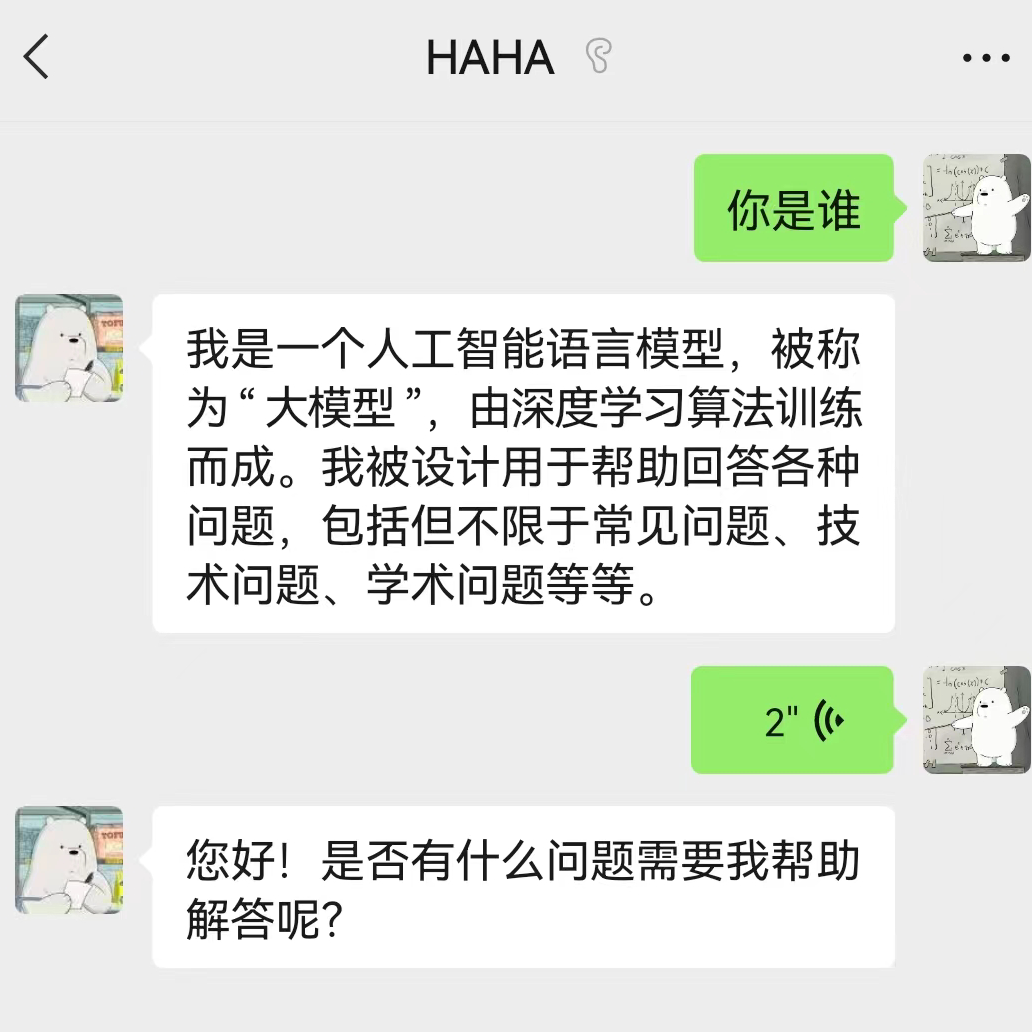 HAHA
你是谁
我是一个人工智能语言模型，被称
为“大模型”，由深度学习算法训练
而成。我被设计用于帮助回答各种
问题，包括但不限于常见问题、技
术问题、学术问题等等。
2"
您好！是否有什么问题需要我帮助
解答呢？